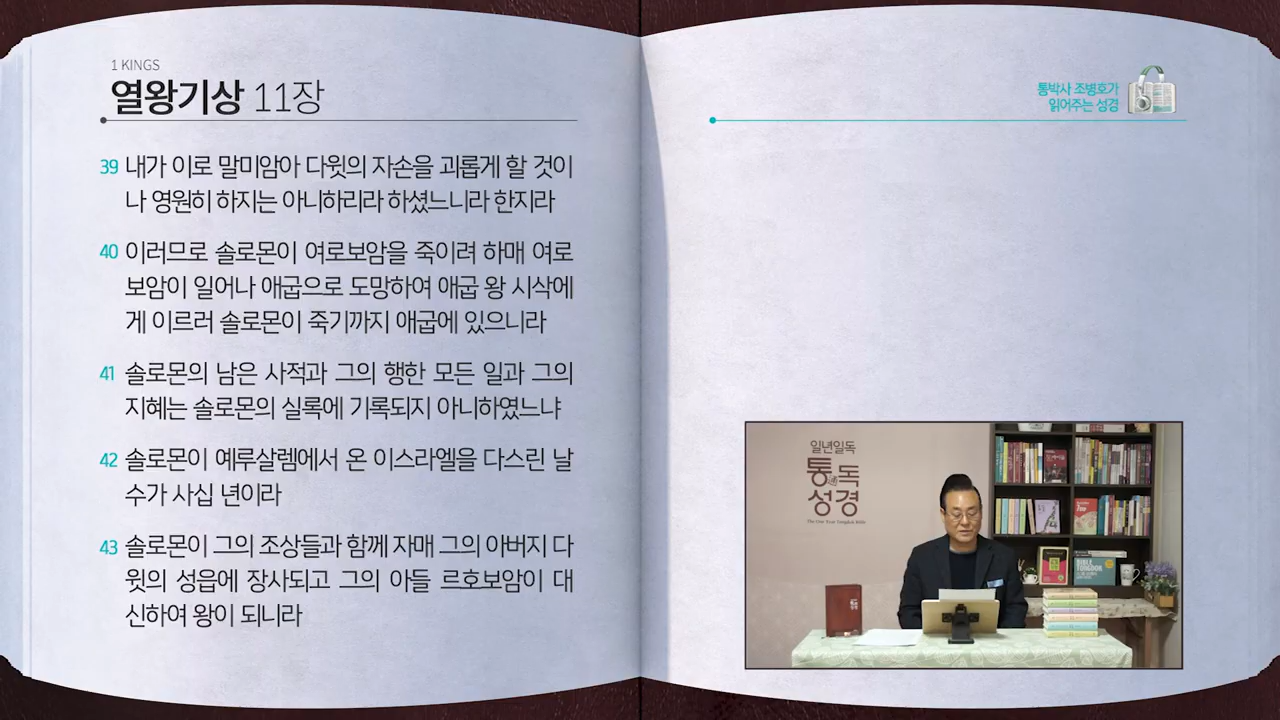 1 KINGS
열왕기상 11장
39 내가 이로 말미암아 다윗의 자손을 괴롭게 할 것이
나 영원히 하지는 아니하리라 하셨느니라 한지라
40 이러므로 솔로몬이 여로보암을 죽이려 하매 여로
보암이 일어나 애굽으로 도망하여 애굽 왕 시삭에
게 이르러 솔로몬이 죽기까지 애굽에 있으니라
41 솔로몬의 남은 사적과 그의 행한 모든 일과 그의
지혜는 솔로몬의 실록에 기록되지 아니하였느냐
42 솔로몬이 예루살렘에서 온 이스라엘을 다스린 날
수가 사십 년이라
43 솔로몬이 그의 조상들과 함께 자매 그의 아버지 다
윗의 성읍에 장사되고 그의 아들 르호보암이 대
신하여 왕이 되니라
통박사 조병호가
읽어주는 성경
일년일독
통독
성경
The One Year Tongdok Bible
BIBLE
TONGDOK